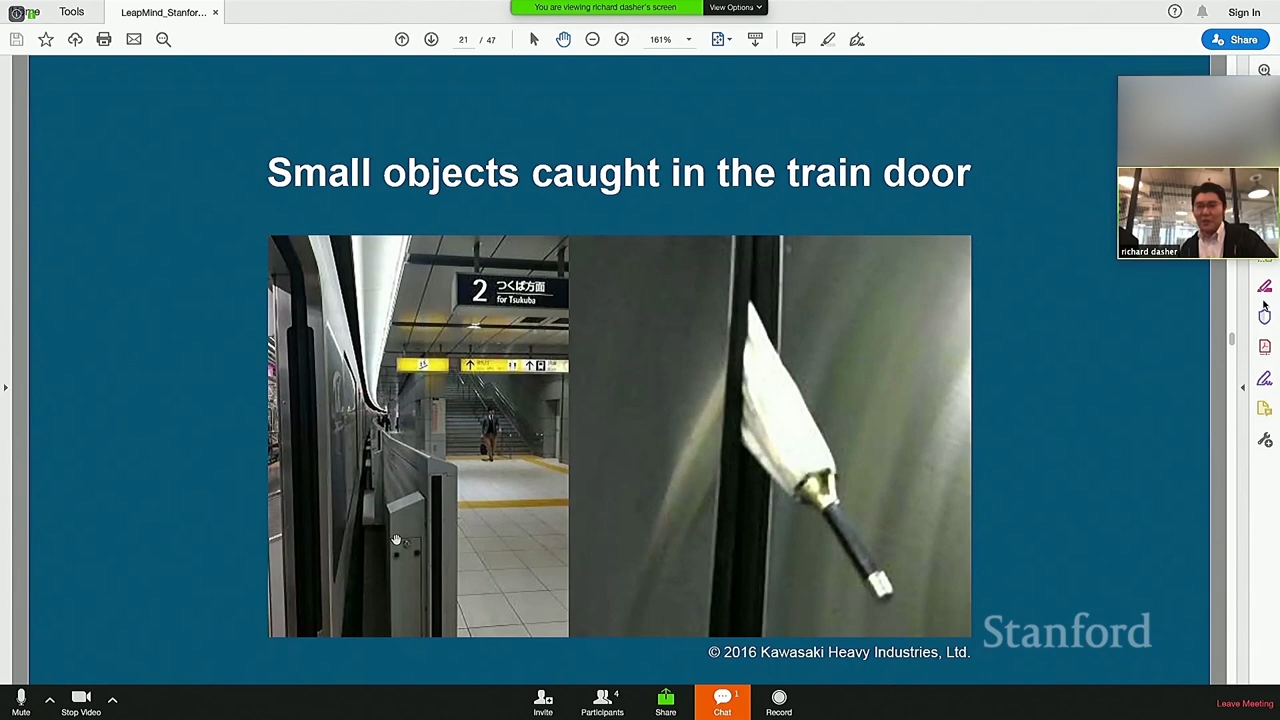 Tools
LeapMind_Stanfor... ×
You are viewing richard dasher's screen
View Options
Sign In
21 / 47
161%
Share
Small objects caught in the train door
richard dasher
2 つくば方面
for Tsukuba
© 2016 Kawasaki Heavy Industries, Ltd.
Stanford
Mute
Stop Video
Invite
Participants 4
Share
Chat 1
Record
Leave Meeting